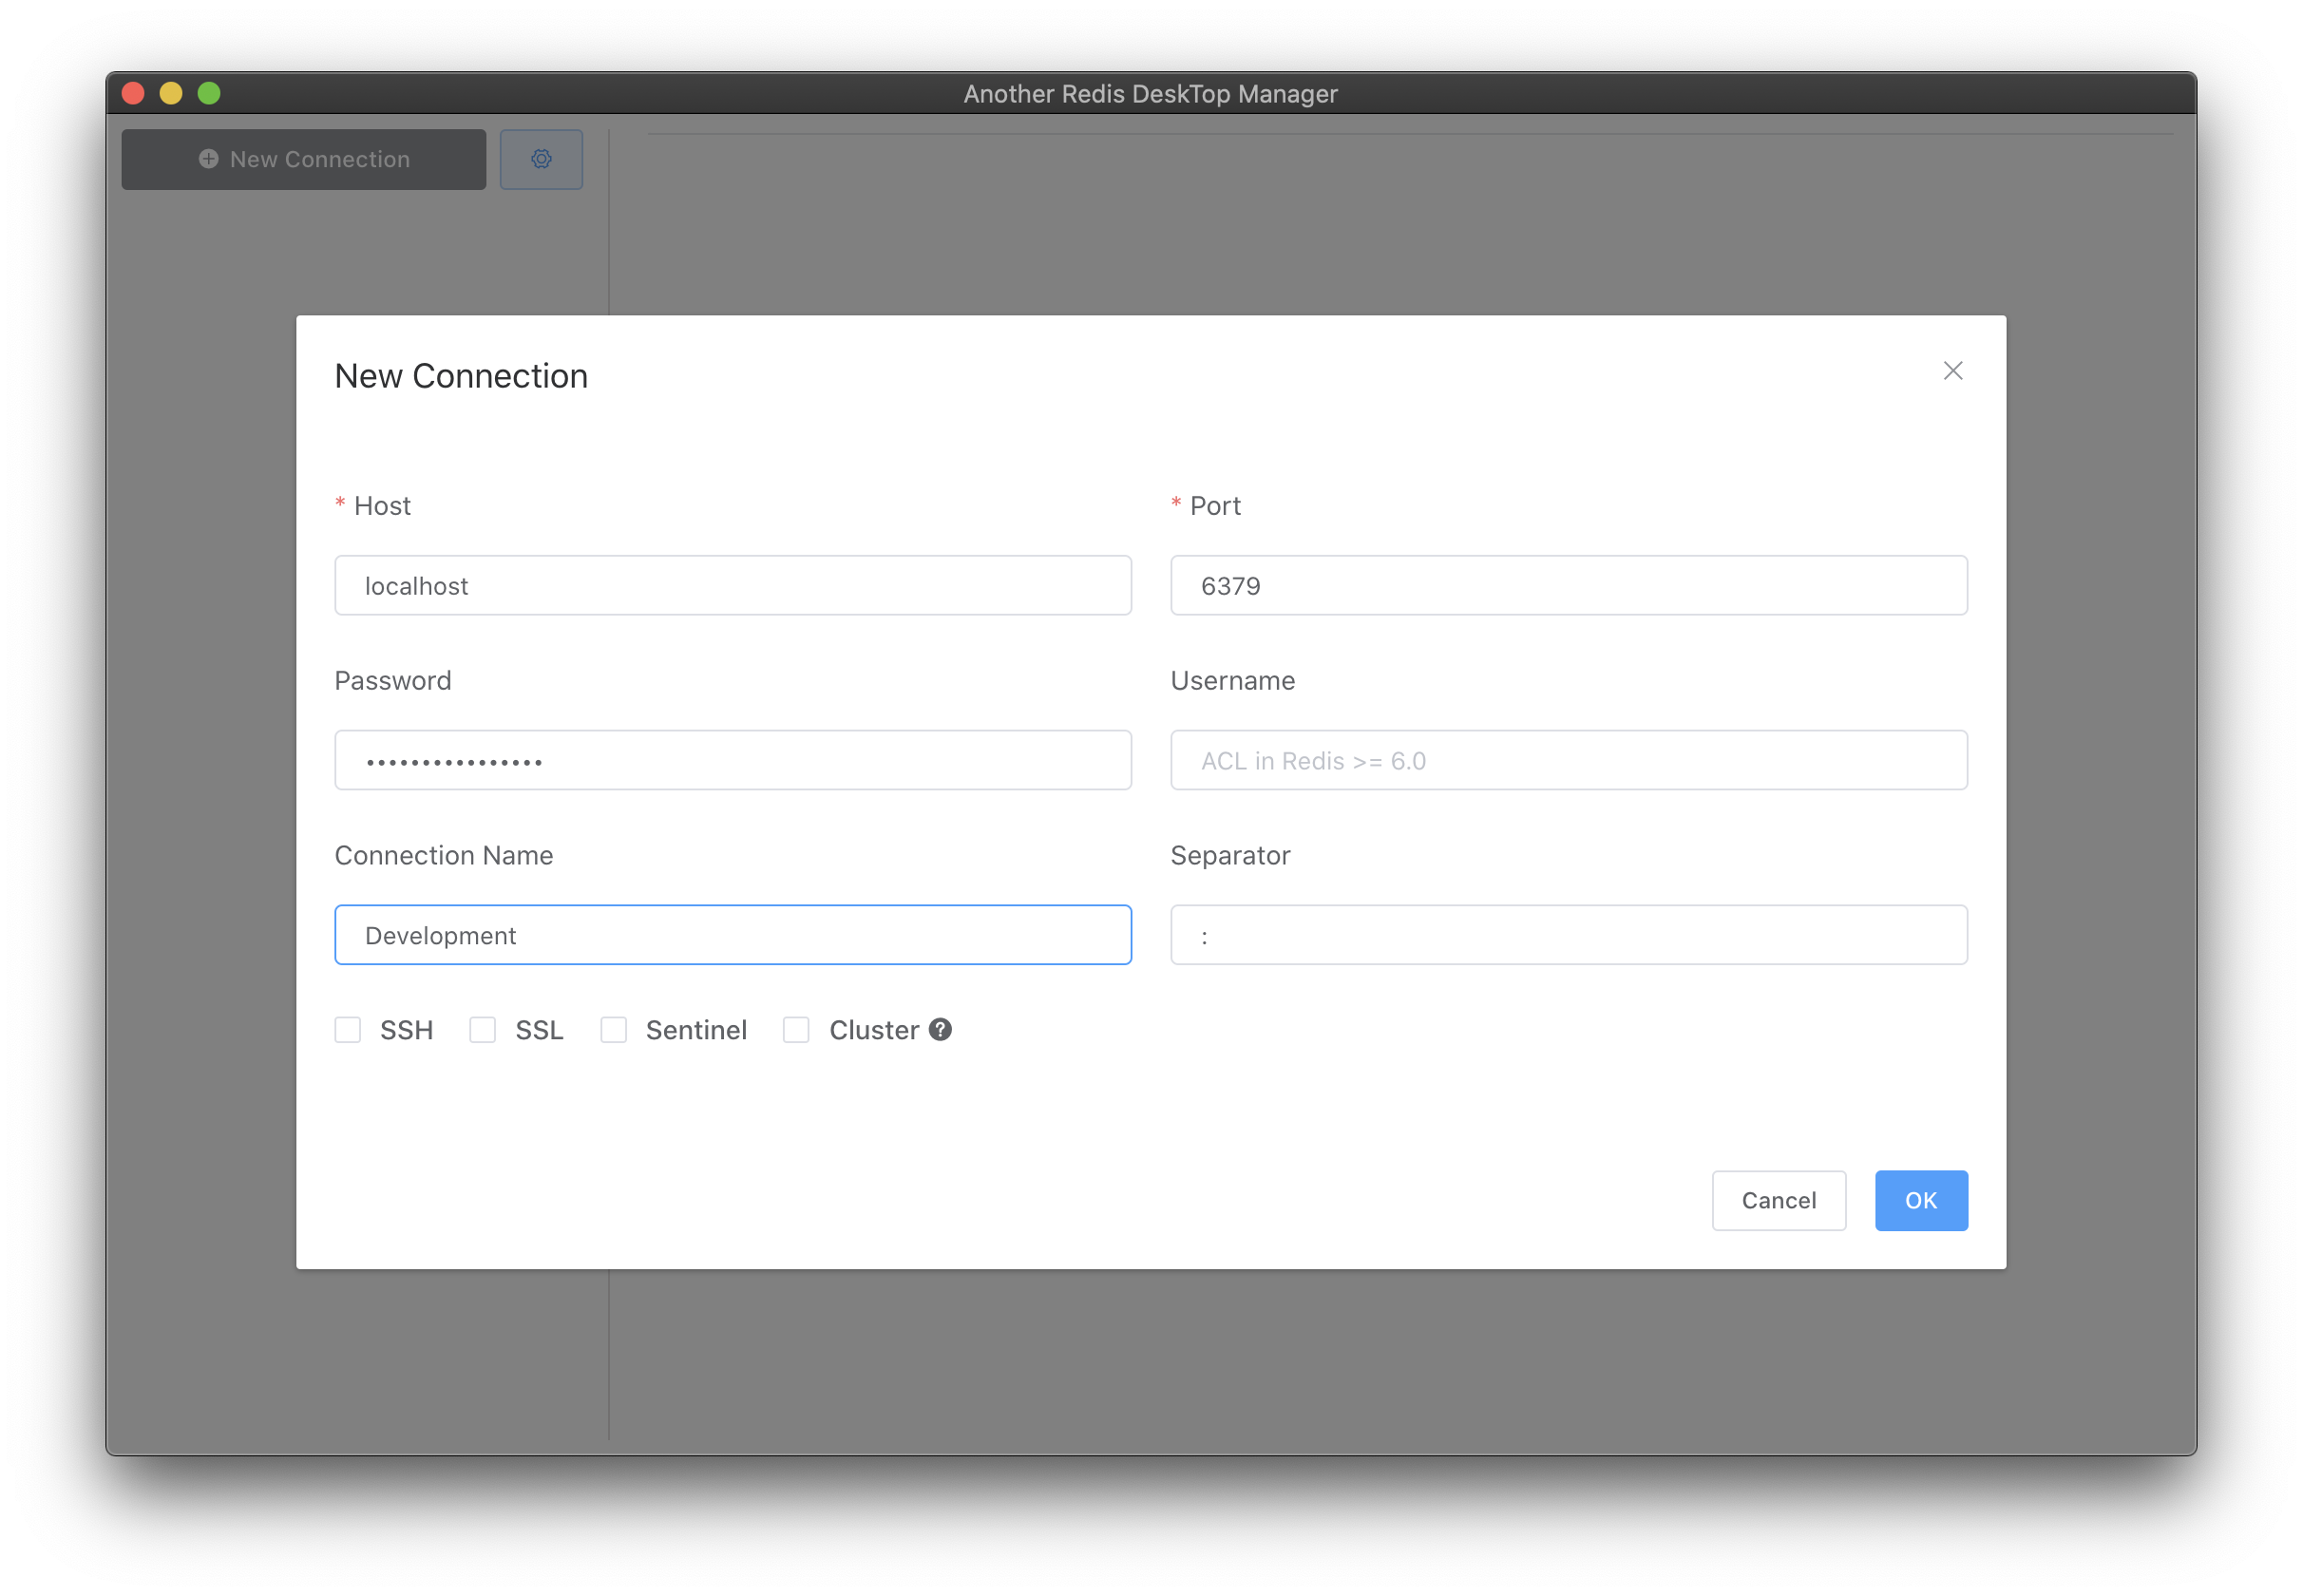 Another Redis DeskTop Manager
New Connection
New Connection
* Host
* Port
localhost
6379
Password
Username
••••••••••••••••
ACL in Redis >= 6.0
Connection Name
Separator
Development
:
SSH SSL Sentinel Cluster ?
Cancel OK